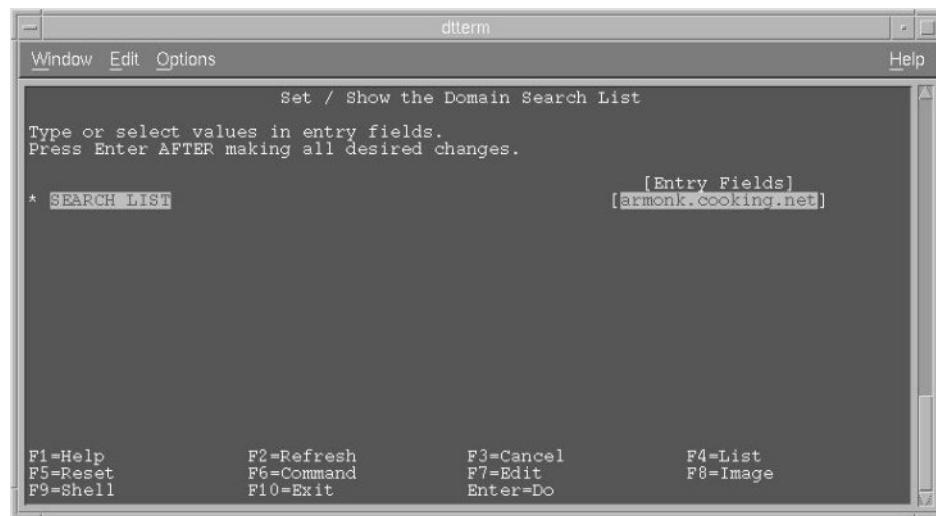 dtterm
Window Edit Options Help
Set / Show the Domain Search List
Type or select values in entry fields.
Press Enter AFTER making all desired changes.
[Entry Fields]
* SEARCH LIST [armonk.cooking.net]
F1=Help F2=Refresh F3=Cancel F4=List
F5=Reset F6=Command F7=Edit F8=Image
F9=Shell F10=Exit Enter=Do